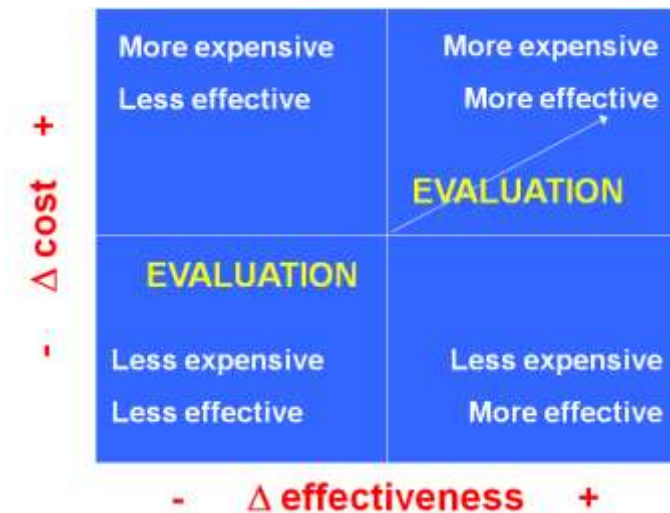 More expensive
Less effective
More expensive
More effective
EVALUATION
EVALUATION
Less expensive
Less effective
Less expensive
More effective
- Δ cost +
- Δ effectiveness +